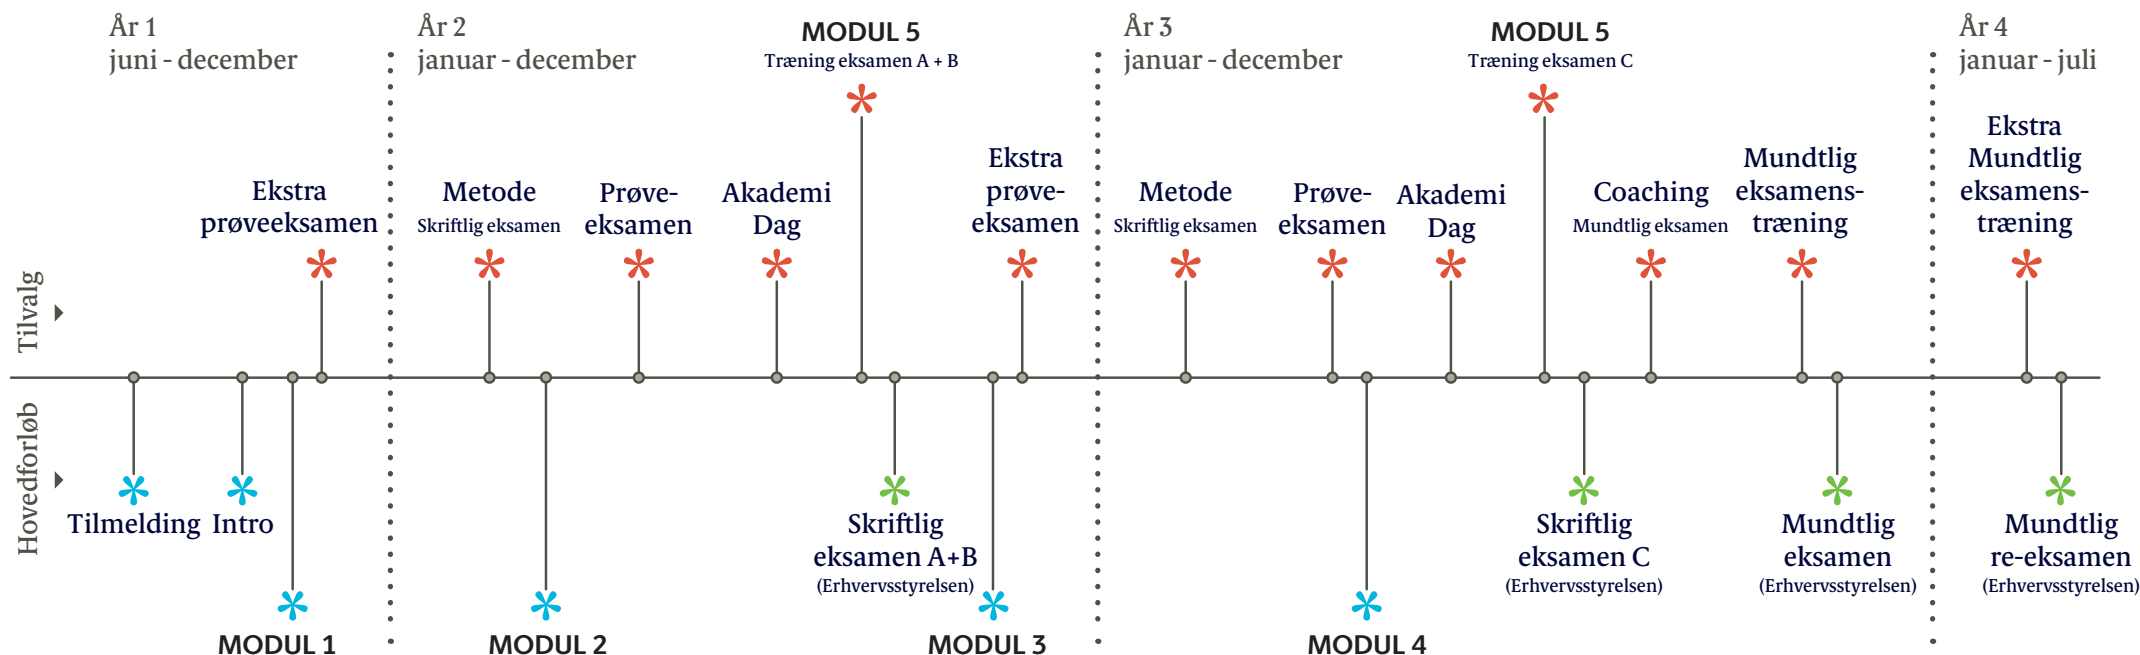 År 1
juni - december
År 2
januar - december
MODUL 5
Træning eksamen A + B
År 3
januar - december
MODUL 5
Træning eksamen C
År 4
januar - juli
Tilvalg
Ekstra
prøveeksamen
Metode
Skriftlig eksamen
Prøve-
eksamen
Akademi
Dag
Ekstra
prøve-
eksamen
Metode
Skriftlig eksamen
Prøve-
eksamen
Akademi
Dag
Coaching
Mundtlig eksamen
Mundtlig
eksamens-
træning
Ekstra
Mundtlig
eksamens-
træning
Hovedforløb
Tilmelding
Intro
MODUL 1
MODUL 2
Skriftlig
eksamen A+B
(Erhvervsstyrelsen)
MODUL 3
MODUL 4
Skriftlig
eksamen C
(Erhvervsstyrelsen)
Mundtlig
eksamen
(Erhvervsstyrelsen)
Mundtlig
re-eksamen
(Erhvervsstyrelsen)